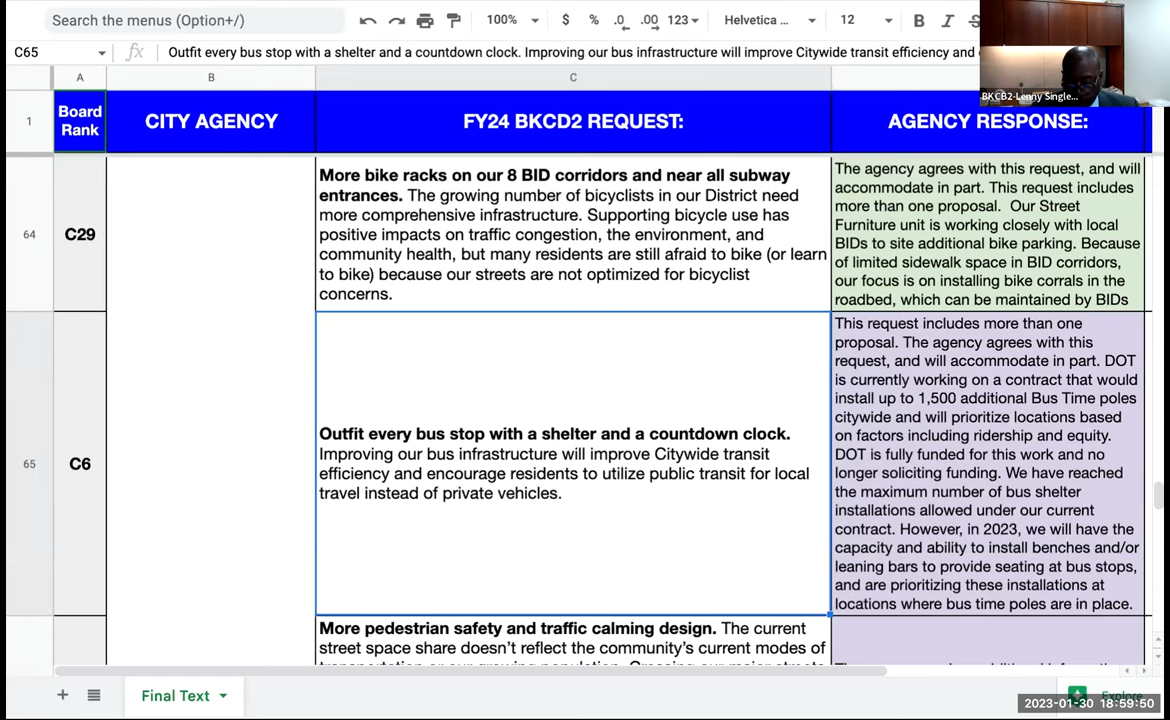 Search the menus (Option+/)
100%
$ % .0 .00 123
Helvetica ...
12
B I S
C65
fx
Outfit every bus stop with a shelter and a countdown clock. Improving our bus infrastructure will improve Citywide transit efficiency and
BKCB2-Lenny Single...
A B C
1
Board
Rank
CITY AGENCY
FY24 BKCD2 REQUEST:
AGENCY RESPONSE:
64
C29
More bike racks on our 8 BID corridors and near all subway
entrances. The growing number of bicyclists in our District need
more comprehensive infrastructure. Supporting bicycle use has
positive impacts on traffic congestion, the environment, and
community health, but many residents are still afraid to bike (or learn
to bike) because our streets are not optimized for bicyclist
concerns.
The agency agrees with this request, and will
accommodate in part. This request includes
more than one proposal. Our Street
Furniture unit is working closely with local
BIDs to site additional bike parking. Because
of limited sidewalk space in BID corridors,
our focus is on installing bike corrals in the
roadbed, which can be maintained by BIDs
65
C6
Outfit every bus stop with a shelter and a countdown clock.
Improving our bus infrastructure will improve Citywide transit
efficiency and encourage residents to utilize public transit for local
travel instead of private vehicles.
This request includes more than one
proposal. The agency agrees with this
request, and will accommodate in part. DOT
is currently working on a contract that would
install up to 1,500 additional Bus Time poles
citywide and will prioritize locations based
on factors including ridership and equity.
DOT is fully funded for this work and no
longer soliciting funding. We have reached
the maximum number of bus shelter
installations allowed under our current
contract. However, in 2023, we will have the
capacity and ability to install benches and/or
leaning bars to provide seating at bus stops,
and are prioritizing these installations at
locations where bus time poles are in place.
More pedestrian safety and traffic calming design. The current
street space share doesn't reflect the community's current modes of
Final Text
Explore
2023-01-30 18:59:50